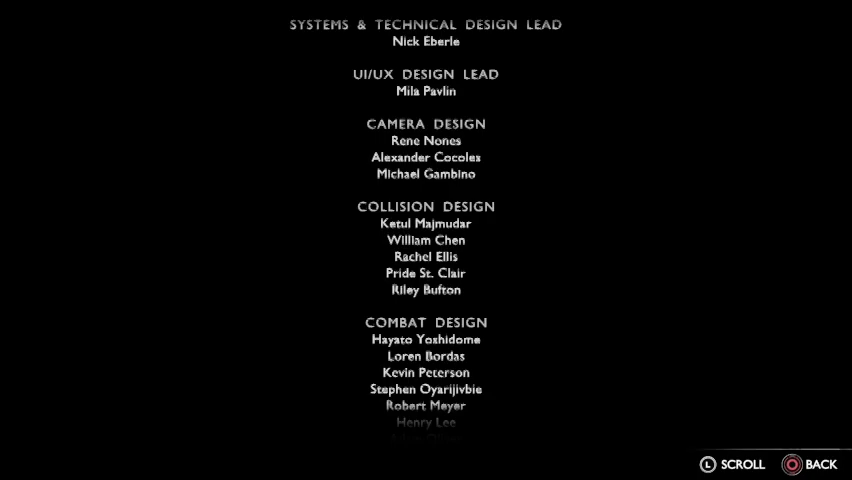 SYSTEMS & TECHNICAL DESIGN LEAD
Nick Eberle
UI/UX DESIGN LEAD
Mila Pavlin
CAMERA DESIGN
Rene Nones
Alexander Cocoles
Michael Gambino
COLLISION DESIGN
Ketul Majmudar
William Chen
Rachel Ellis
Pride St. Clair
Riley Bufton
COMBAT DESIGN
Hayato Yoshidome
Loren Bordas
Kevin Peterson
Stephen Oyarijivbie
Robert Meyer
Henry Lee
L SCROLL BACK